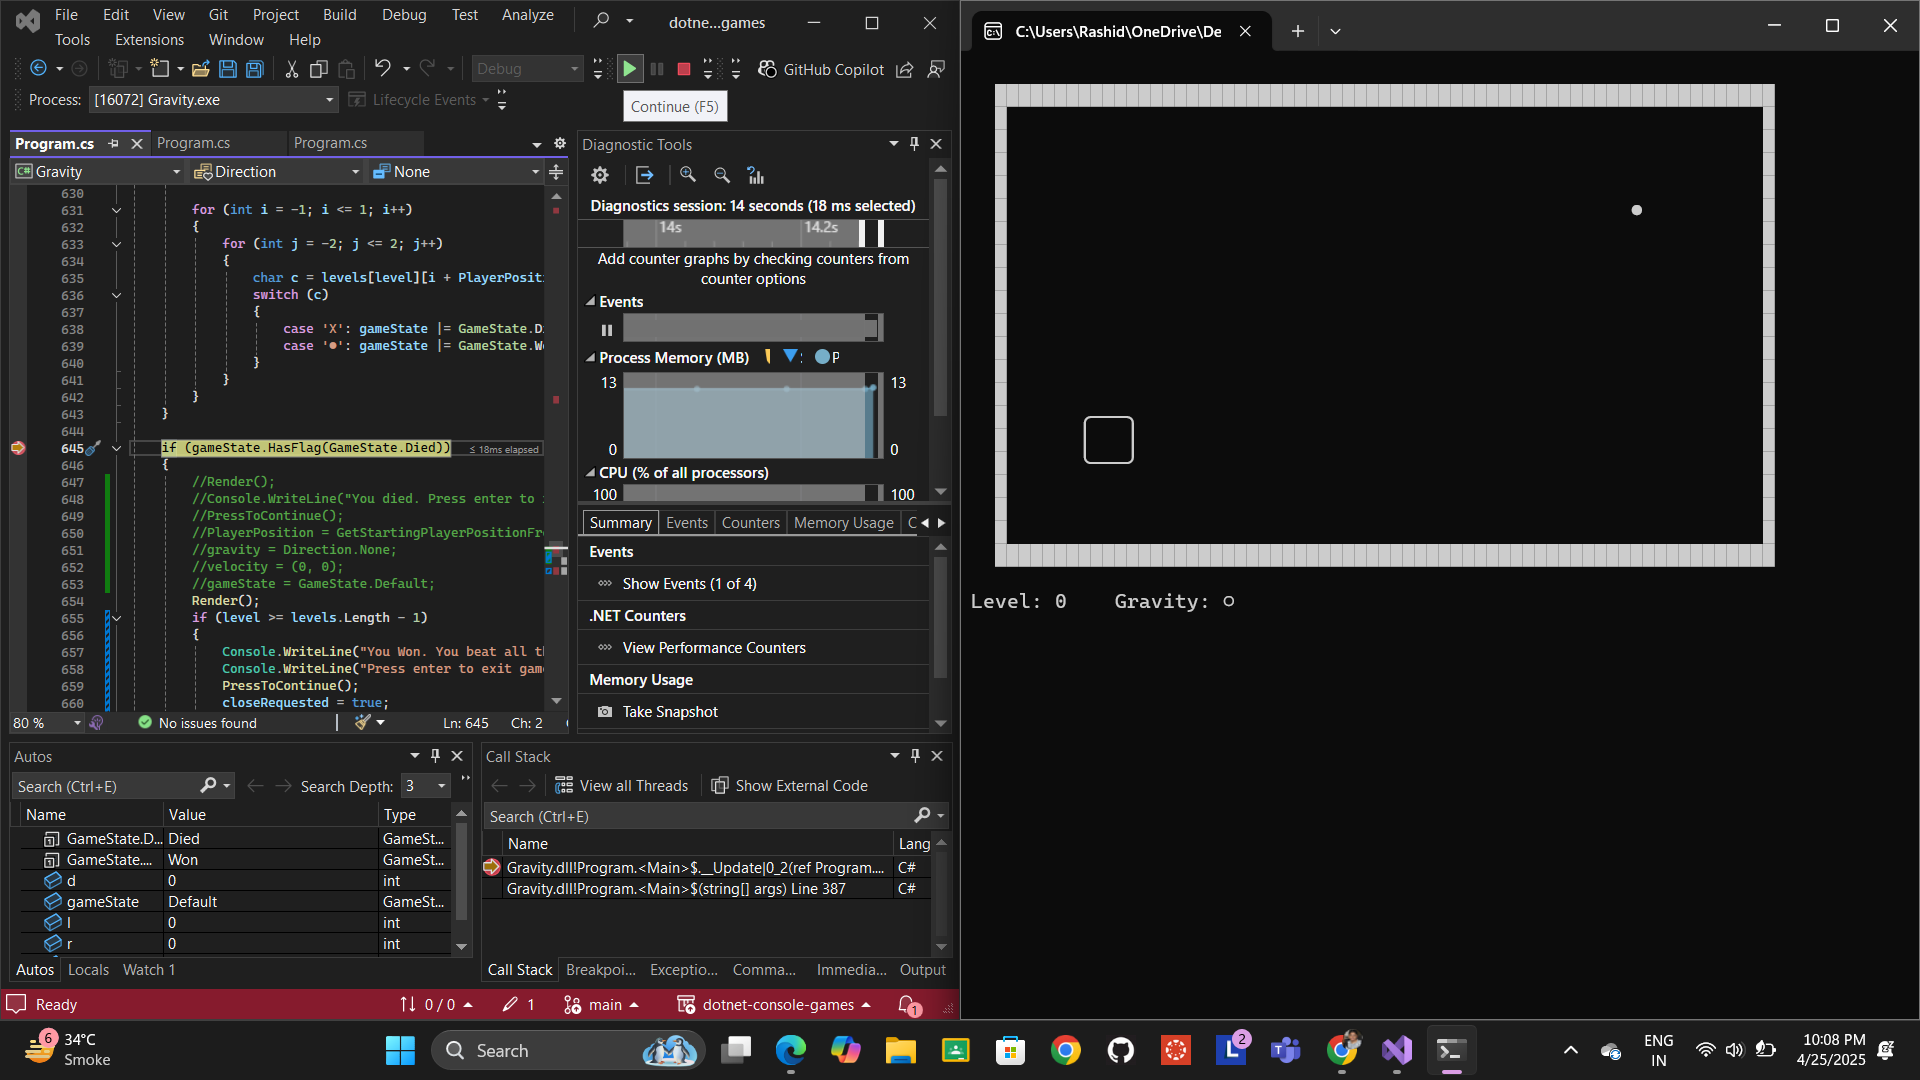 File Edit View Git Project Build Debug Test Analyze
dotne...games
Tools Extensions Window Help
Debug
GitHub Copilot
Process: [16072] Gravity.exe
Lifecycle Events
Continue (F5)
Program.cs
Program.cs
Program.cs
C# Gravity
Direction
None
630
631 for (int i = -1; i <= 1; i++)
632 {
633 for (int j = -2; j <= 2; j++)
634 {
635 char c = levels[level][i + PlayerPositi
636 switch (c)
637 {
638 case 'X': gameState |= GameState.D
639 case '●': gameState |= GameState.W
640 }
641 }
642 }
643 }
644
645 if (gameState.HasFlag(GameState.Died)) ≤ 18ms elapsed
646 {
647 //Render();
648 //Console.WriteLine("You died. Press enter to
649 //PressToContinue();
650 //PlayerPosition = GetStartingPlayerPositionFr
651 //gravity = Direction.None;
652 //velocity = (0, 0);
653 //gameState = GameState.Default;
654 Render();
655 if (level >= levels.Length - 1)
656 {
657 Console.WriteLine("You Won. You beat all t
658 Console.WriteLine("Press enter to exit gam
659 PressToContinue();
660 closeRequested = true;
80 %
No issues found
Ln: 645 Ch: 2
Diagnostic Tools
Diagnostics session: 14 seconds (18 ms selected)
14s 14.2s
Add counter graphs by checking counters from
counter options
Events
Process Memory (MB) P
13 13
0 0
CPU (% of all processors)
100 100
Summary Events Counters Memory Usage C
Events
Show Events (1 of 4)
.NET Counters
View Performance Counters
Memory Usage
Take Snapshot
Autos
Search (Ctrl+E)
Search Depth: 3
Name Value Type
GameState.D... Died GameSt...
GameState.... Won GameSt...
d 0 int
gameState Default GameSt...
l 0 int
r 0 int
Autos Locals Watch 1
Call Stack
View all Threads
Show External Code
Search (Ctrl+E)
Name Lang
Gravity.dll!Program.<Main>$.__Update|0_2(ref Program.... C#
Gravity.dll!Program.<Main>$(string[] args) Line 387 C#
Call Stack Breakpoi... Exceptio... Comma... Immedia... Output
Ready
0 / 0
1
main
dotnet-console-games
1
C:\Users\Rashid\OneDrive\De
Level: 0 Gravity: ○
6
34°C
Smoke
Search
2
ENG
IN
10:08 PM
4/25/2025